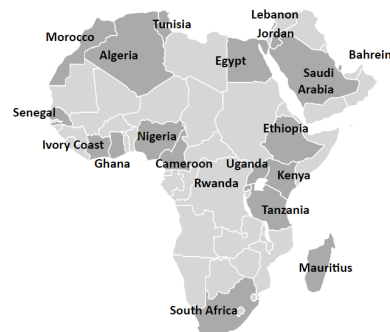 Lebanon
Tunisia
Jordan
Morocco
Algeria
Egypt
Bahrein
Saudi
Arabia
Senegal
Ethiopia
Ivory Coast
Nigeria
Ghana
Cameroon
Uganda
Kenya
Rwanda
Tanzania
Mauritius
South Africa